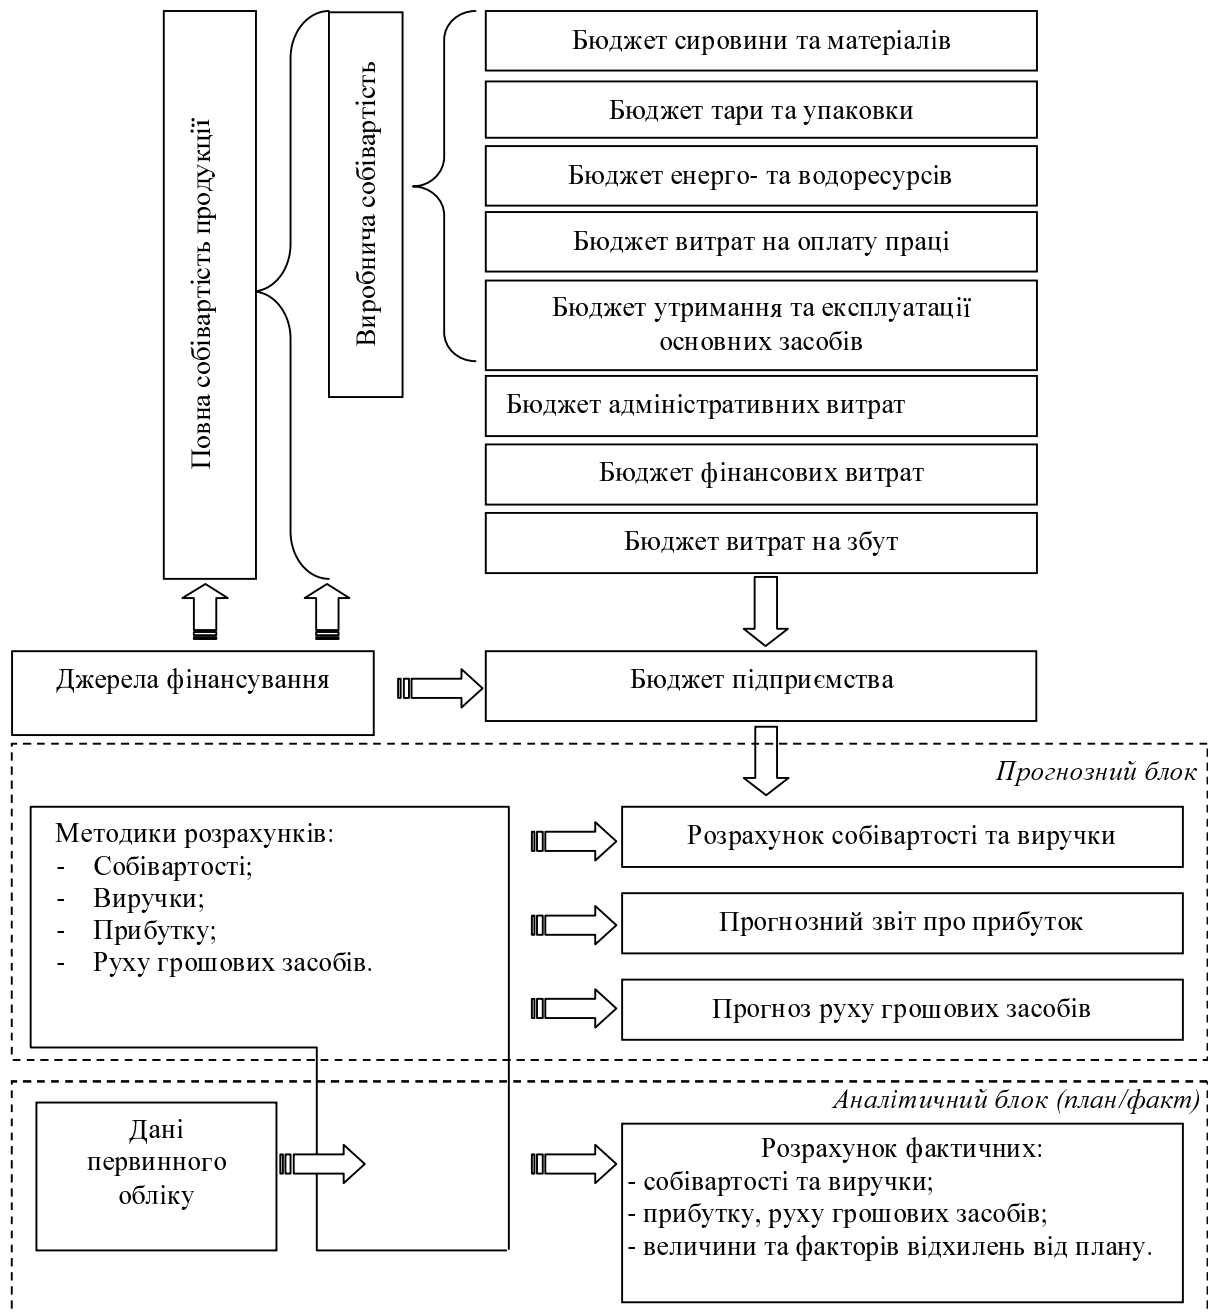 Повна собівартість продукції
Виробнича собівартість
Бюджет сировини та матеріалів
Бюджет тари та упаковки
Бюджет енерго- та водоресурсів
Бюджет витрат на оплату праці
Бюджет утримання та експлуатації
основних засобів
Бюджет адміністративних витрат
Бюджет фінансових витрат
Бюджет витрат на збут
Джерела фінансування
Бюджет підприємства
Прогнозний блок
Методики розрахунків:
- Собівартості;
- Виручки;
- Прибутку;
- Руху грошових засобів.
Розрахунок собівартості та виручки
Прогнозний звіт про прибуток
Прогноз руху грошових засобів
Аналітичний блок (план/факт)
Дані
первинного
обліку
Розрахунок фактичних:
- собівартості та виручки;
- прибутку, руху грошових засобів;
- величини та факторів відхилень від плану.